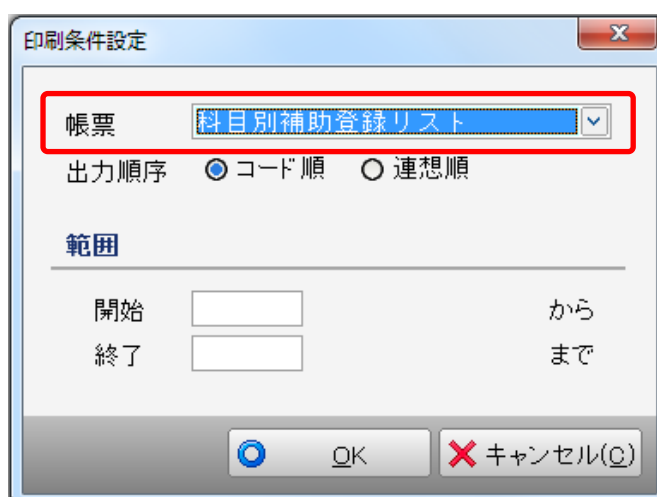 印刷条件設定
帳票 科目別補助登録リスト
出力順序 コード順 連想順
範囲
開始 から
終了 まで
OK キャンセル(C)